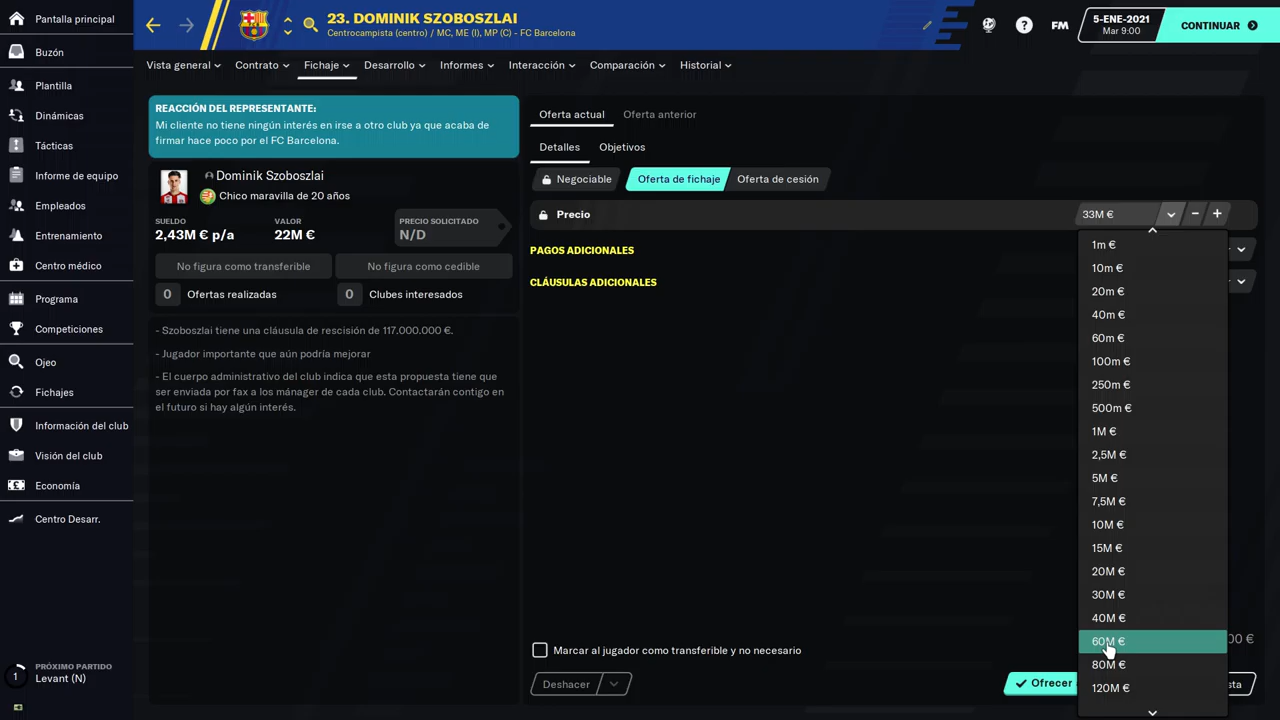 Pantalla principal
Buzón
Plantilla
Dinámicas
Tácticas
Informe de equipo
Empleados
Entrenamiento
Centro médico
Programa
Competiciones
Ojeo
Fichajes
Información del club
Visión del club
Economía
Centro Desarr.
1
PRÓXIMO PARTIDO
Levant (N)
23. DOMINIK SZOBOSZLAI
Centrocampista (centro) / MC, ME (I), MP (C) - FC Barcelona
FM
5-ENE-2021
Mar 9:00
CONTINUAR
Vista general
Contrato
Fichaje
Desarrollo
Informes
Interacción
Comparación
Historial
REACCIÓN DEL REPRESENTANTE:
Mi cliente no tiene ningún interés en irse a otro club ya que acaba de
firmar hace poco por el FC Barcelona.
Dominik Szoboszlai
Chico maravilla de 20 años
SUELDO
2,43M € p/a
VALOR
22M €
PRECIO SOLICITADO
N/D
No figura como transferible
No figura como cedible
0 Ofertas realizadas
0 Clubes interesados
- Szoboszlai tiene una cláusula de rescisión de 117.000.000 €.
- Jugador importante que aún podría mejorar
- El cuerpo administrativo del club indica que esta propuesta tiene que
ser enviada por fax a los mánager de cada club. Contactarán contigo en
el futuro si hay algún interés.
Oferta actual
Oferta anterior
Detalles
Objetivos
Negociable
Oferta de fichaje
Oferta de cesión
Precio
33M €
PAGOS ADICIONALES
CLÁUSULAS ADICIONALES
1m €
10m €
20m €
40m €
60m €
100m €
250m €
500m €
1M €
2,5M €
5M €
7,5M €
10M €
15M €
20M €
30M €
40M €
60M €
80M €
120M €
00 €
Marcar al jugador como transferible y no necesario
Deshacer
Ofrecer
sta